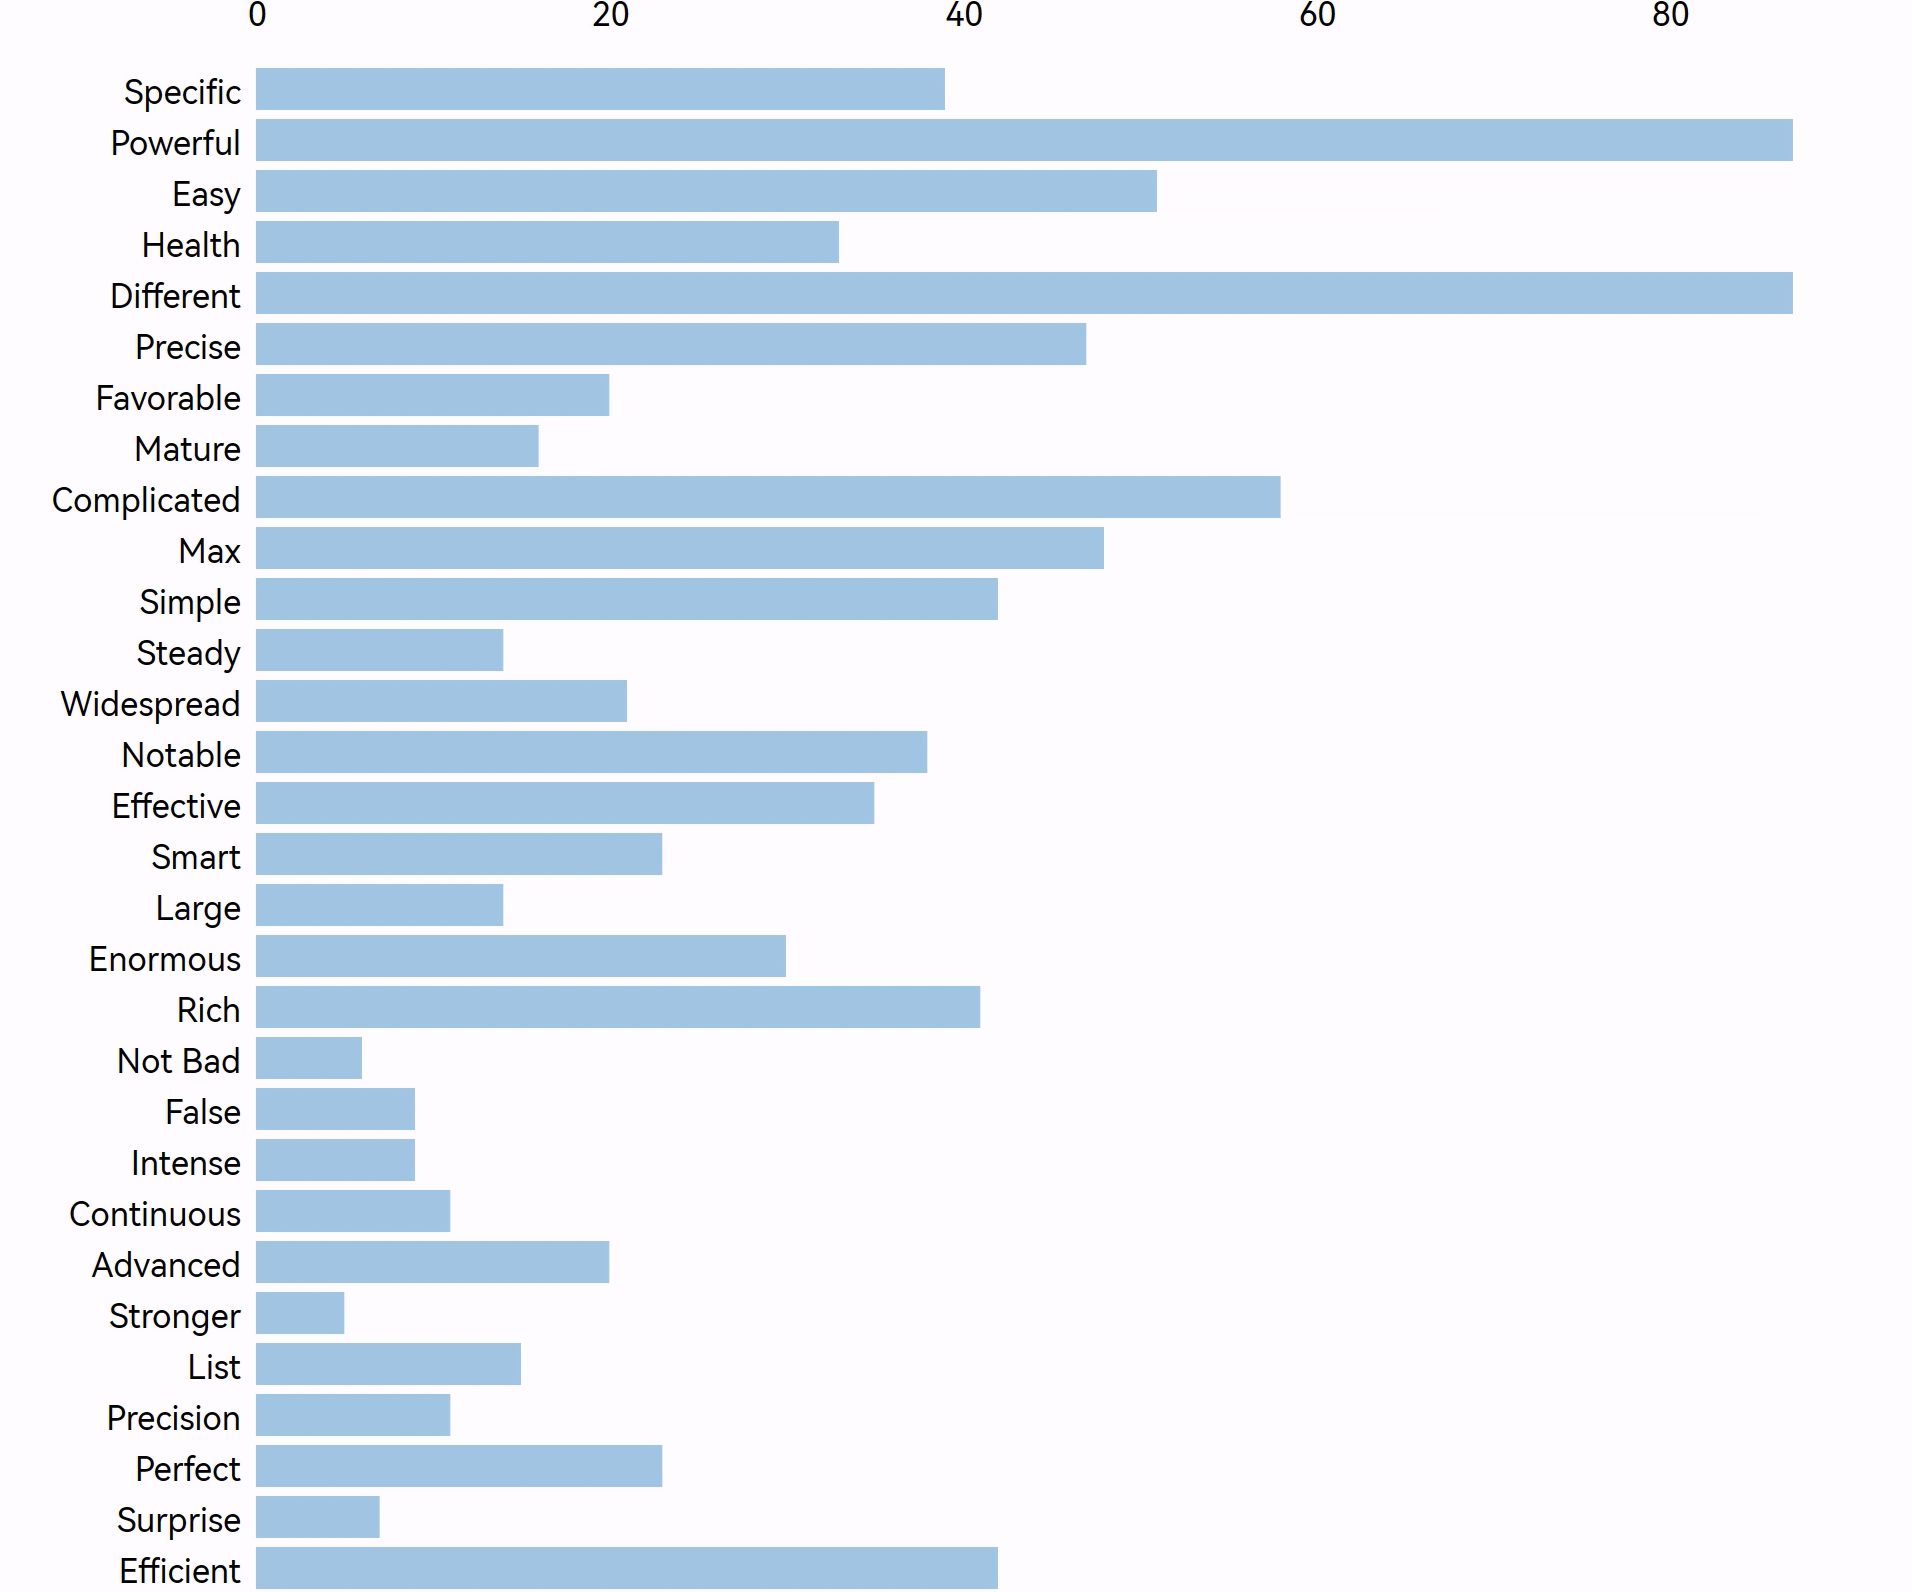 0 20 40 60 80
Specific
Powerful
Easy
Health
Different
Precise
Favorable
Mature
Complicated
Max
Simple
Steady
Widespread
Notable
Effective
Smart
Large
Enormous
Rich
Not Bad
False
Intense
Continuous
Advanced
Stronger
List
Precision
Perfect
Surprise
Efficient